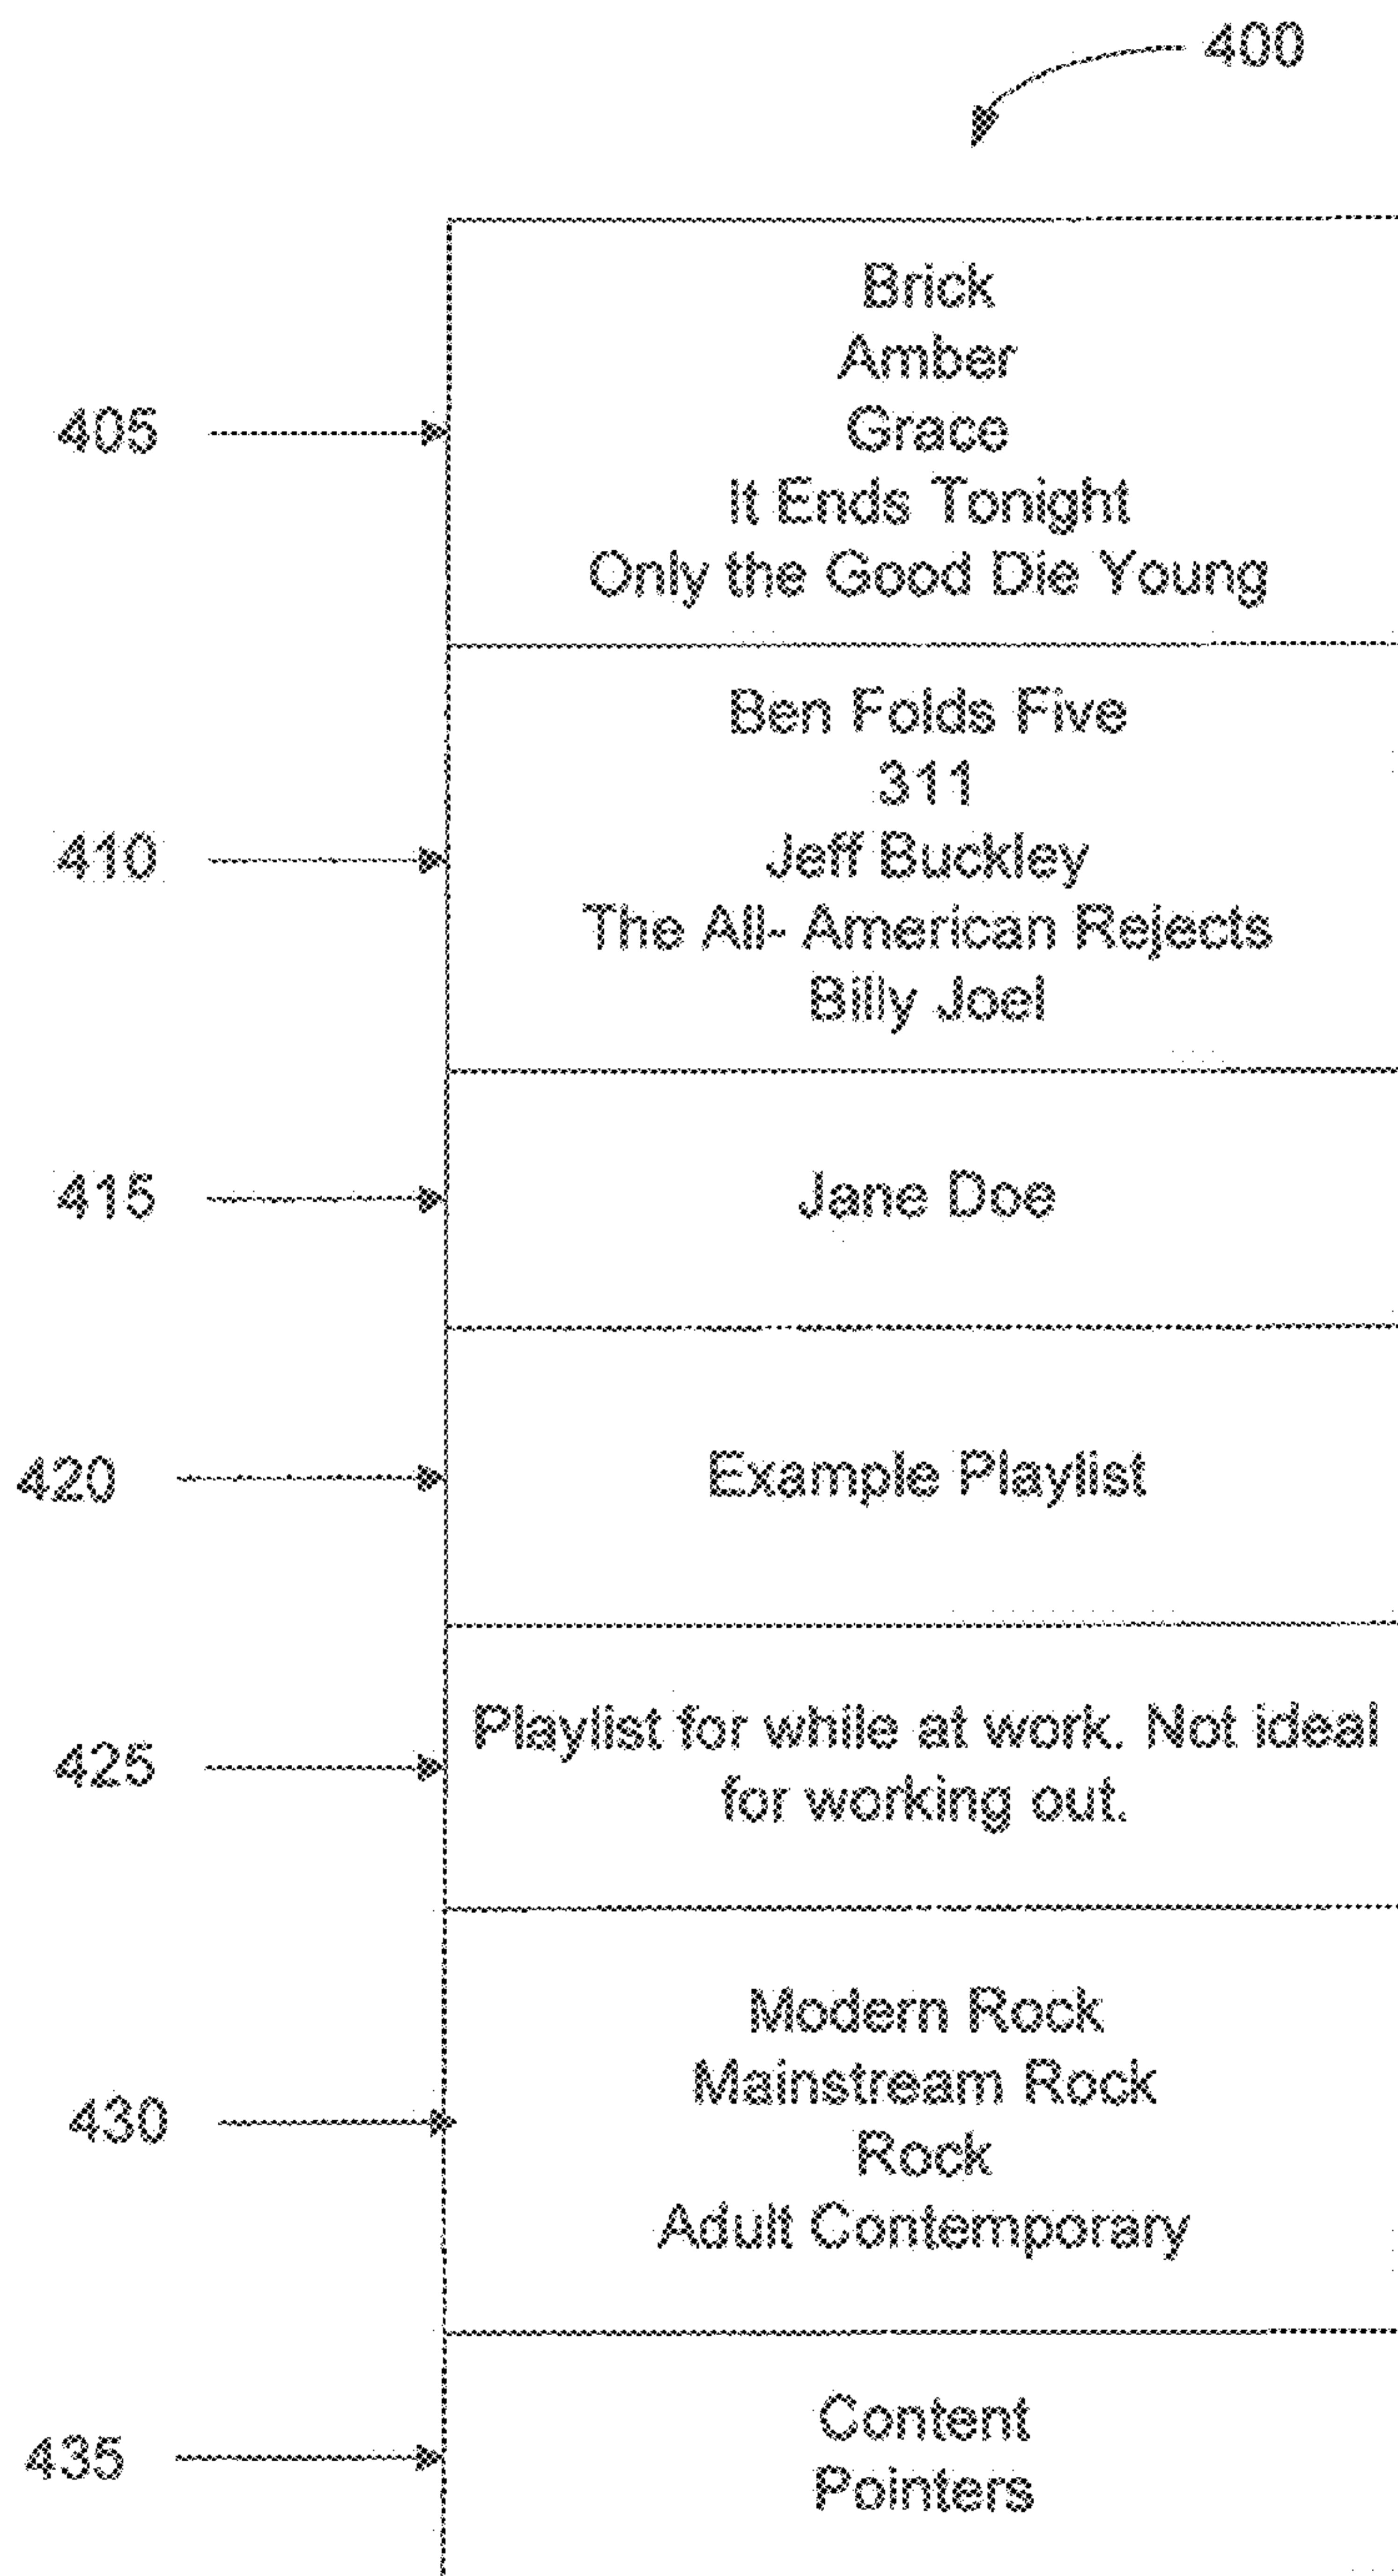 400
Brick
Amber
405
Grace
It Ends Tonight
Only the Good Die Young
Ben Folds Five
311
410
Jeff Buckley
The All- American Rejects
Billy Joel
415
Jane Doe
420
Example Playlist
425
Playlist for while at work. Not ideal
for working out.
Modern Rock
Mainstream Rock
430
Rock
Adult Contemporary
435
Content
Pointers